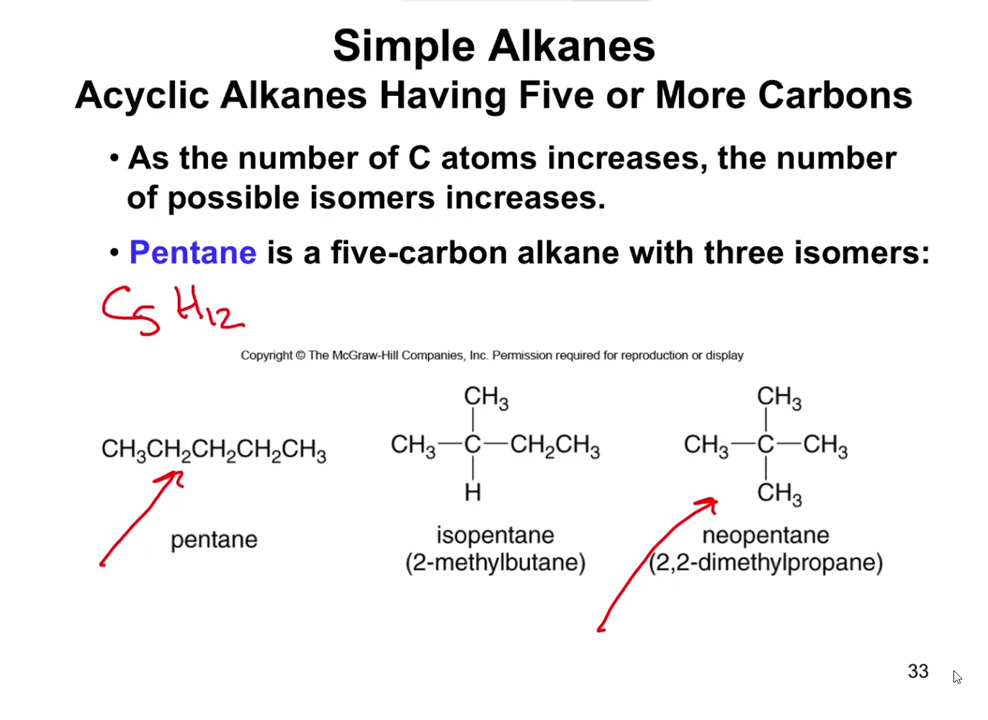 Simple Alkanes
Acyclic Alkanes Having Five or More Carbons
• As the number of C atoms increases, the number
of possible isomers increases.
• Pentane is a five-carbon alkane with three isomers:
C₅ H₁₂
Copyright © The McGraw-Hill Companies, Inc. Permission required for reproduction or display
CH₃CH₂CH₂CH₂CH₃
pentane
CH₃
CH₃—C—CH₂CH₃
H
isopentane
(2-methylbutane)
CH₃
CH₃—C—CH₃
CH₃
neopentane
(2,2-dimethylpropane)
33